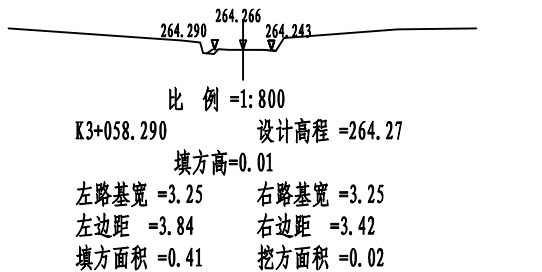 264.266
264.290 264.243
比 例 =1:800
K3+058.290 设计高程 =264.27
填方高=0.01
左路基宽 =3.25 右路基宽 =3.25
左边距 =3.84 右边距 =3.42
填方面积 =0.41 挖方面积 =0.02